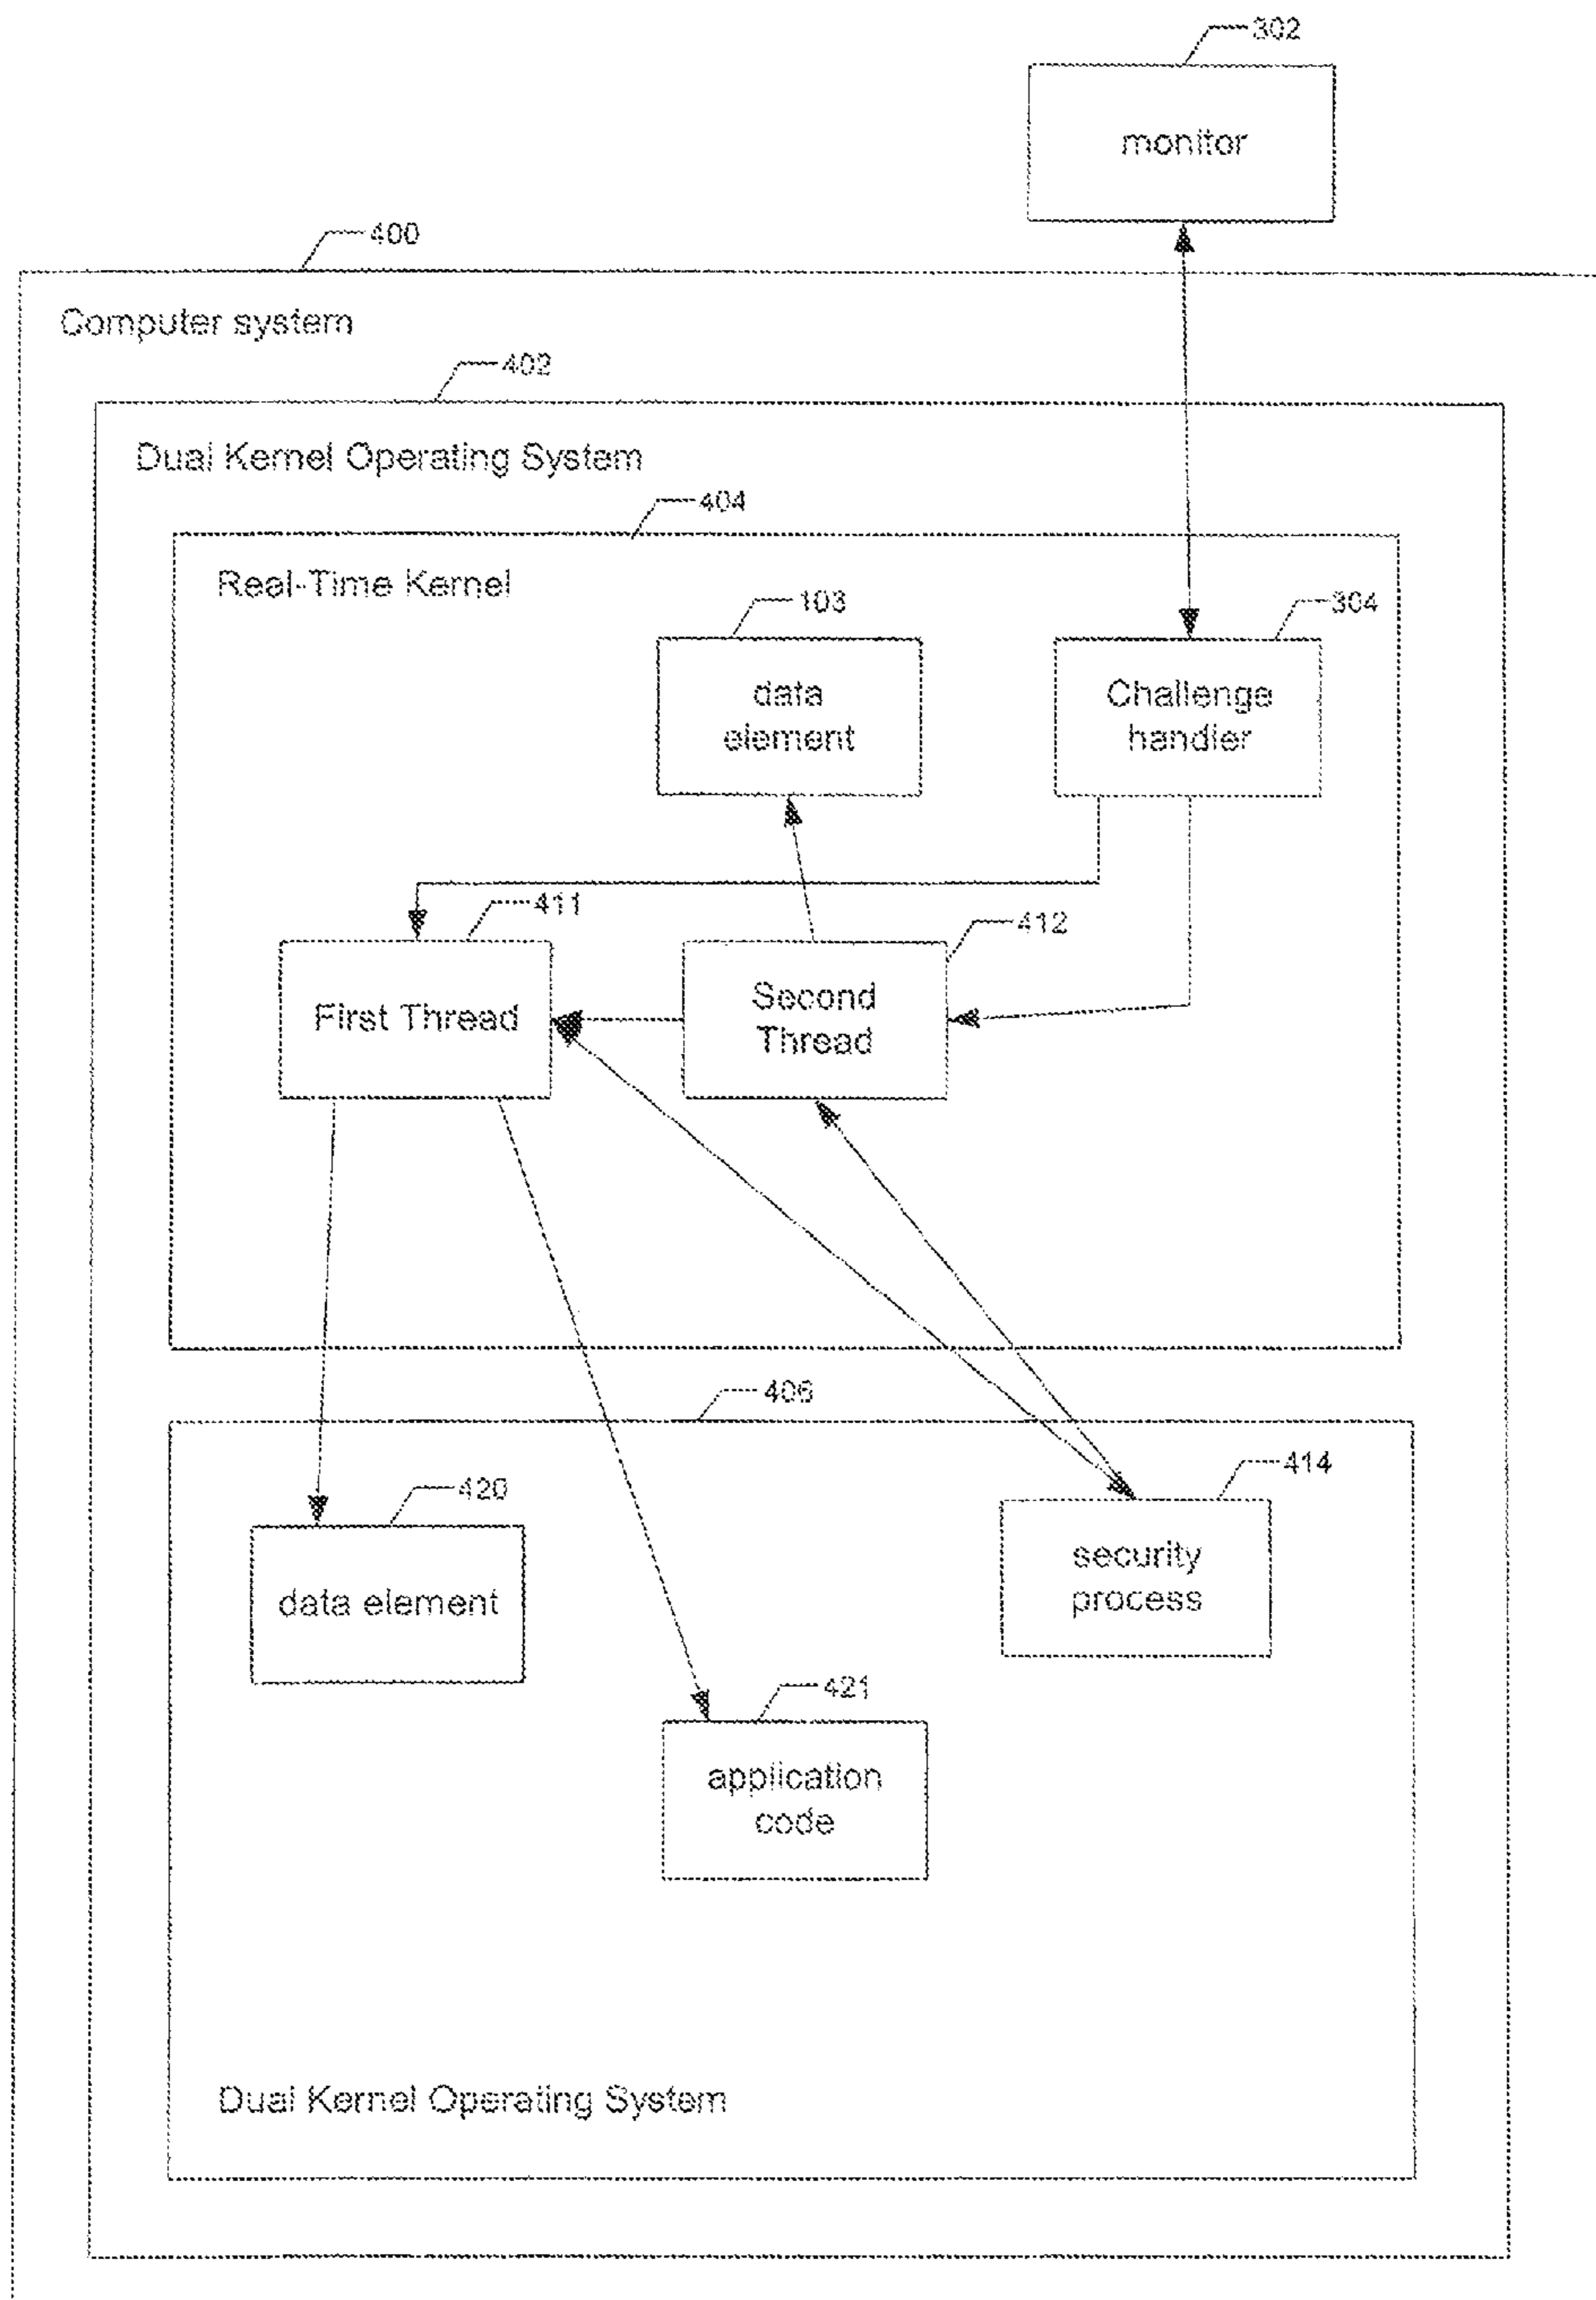 302
monitor
400
Computer system
402
Dual Kernel Operating System
404
Real-Time Kernel
103
304
data
element
Challenge
handler
411
412
First Thread
Second
Thread
406
420
414
data element
security
process
421
application
code
Dual Kernel Operating System